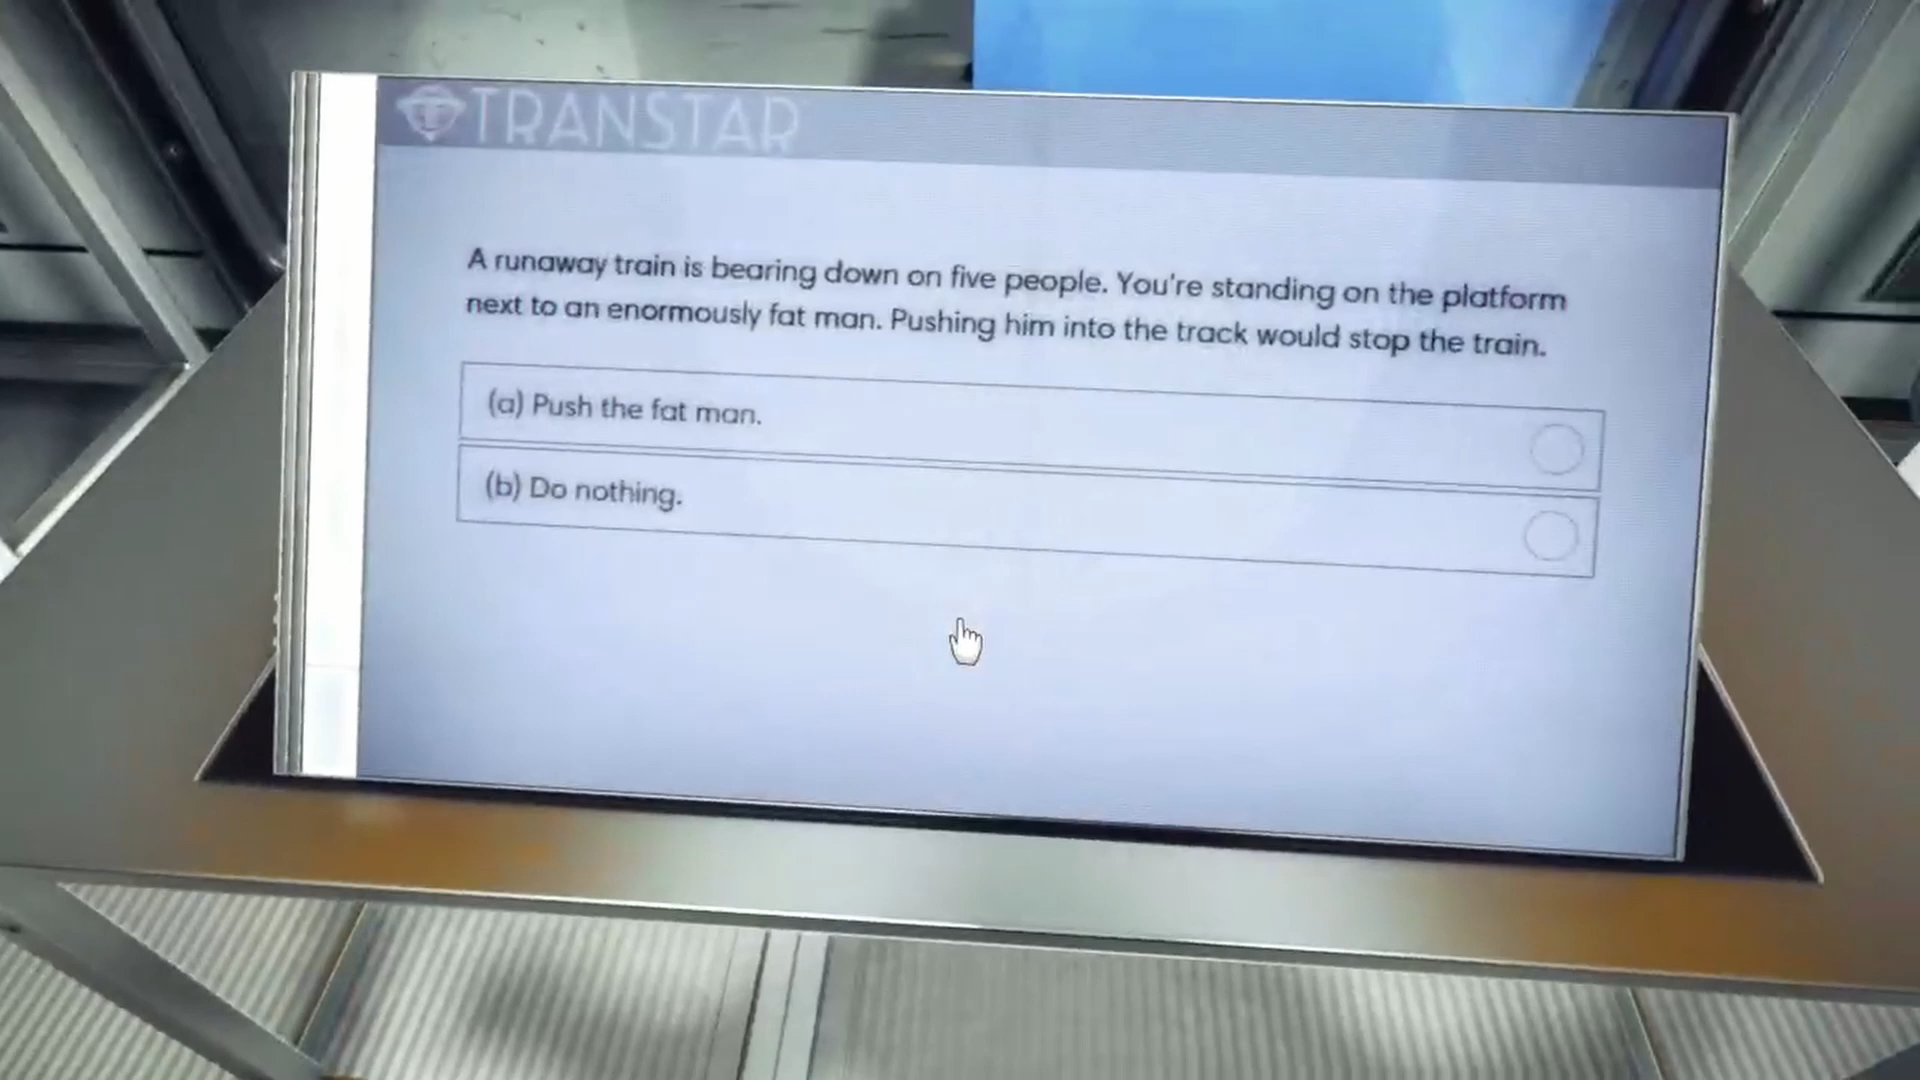 TRANSTAR
A runaway train is bearing down on five people. You're standing on the platform
next to an enormously fat man. Pushing him into the track would stop the train.
(a) Push the fat man.
(b) Do nothing.